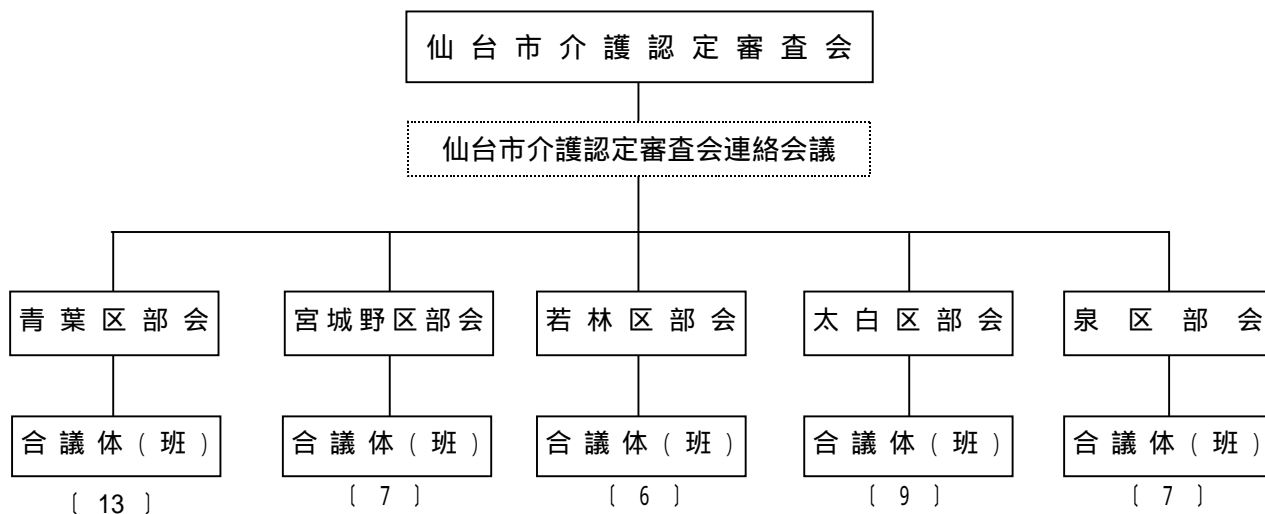 仙台市介護認定審査会
仙台市介護認定審査会連絡会議
青葉区部会 宮城野区部会 若林区部会 太白区部会 泉区部会
合議体(班) 合議体(班) 合議体(班) 合議体(班) 合議体(班)
〔 13 〕 〔 7 〕 〔 6 〕 〔 9 〕 〔 7 〕